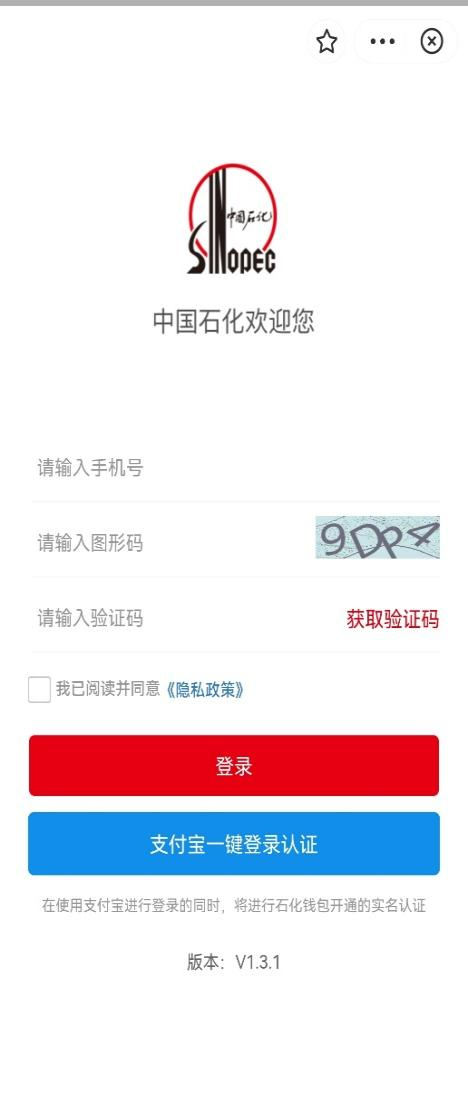 中国石化
SINOPEC
中国石化欢迎您
请输入手机号
请输入图形码 9DP4
请输入验证码 获取验证码
我已阅读并同意《隐私政策》
登录
支付宝一键登录认证
在使用支付宝进行登录的同时，将进行石化钱包开通的实名认证
版本：V1.3.1